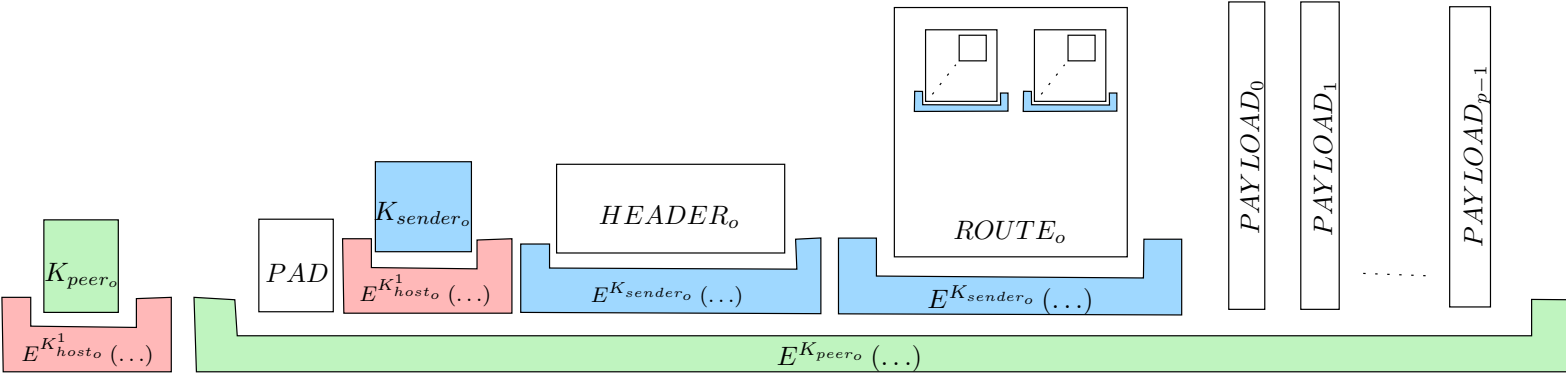 K_{peer_o}
E^{K^1_{host_o}}(...)
PAD
K_{sender_o}
E^{K^1_{host_o}}(...)
HEADER_o
E^{K_{sender_o}}(...)
ROUTE_o
E^{K_{sender_o}}(...)
PAYLOAD_0
PAYLOAD_1
......
PAYLOAD_{p-1}
E^{K_{peer_o}}(...)